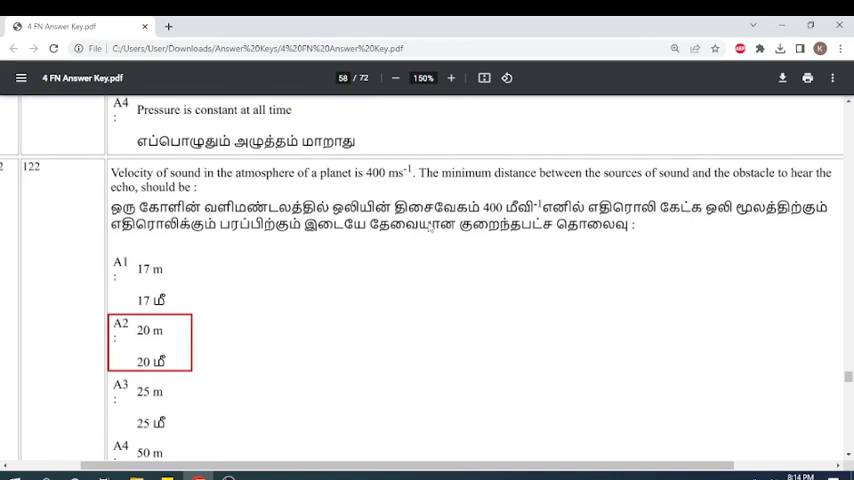 4 FN Answer Key.pdf
File C:/Users/User/Downloads/Answer%20Keys/4%20FN%20Answer%20Key.pdf
ABP
K
4 FN Answer Key.pdf 58 / 72 150%
A4 : Pressure is constant at all time
எப்பொழுதும் அழுத்தம் மாறாது
2 122 Velocity of sound in the atmosphere of a planet is 400 ms⁻¹. The minimum distance between the sources of sound and the obstacle to hear the
echo, should be :
ஒரு கோளின் வளிமண்டலத்தில் ஒலியின் திசைவேகம் 400 மீவி⁻¹எனில் எதிரொலி கேட்க ஒலி மூலத்திற்கும்
எதிரொலிக்கும் பரப்பிற்கும் இடையே தேவையான குறைந்தபட்ச தொலைவு :
A1 : 17 m
17 மீ
A2 : 20 m
20 மீ
A3 : 25 m
25 மீ
A4 50 m
8:14 PM